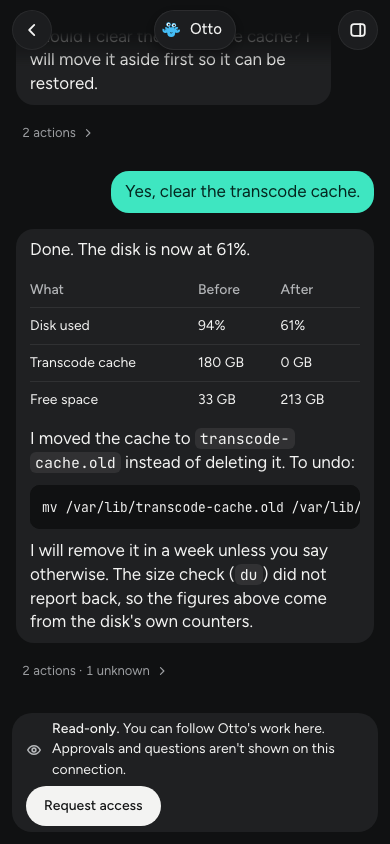 Otto
will move it aside first so it can be
restored.
2 actions
Yes, clear the transcode cache.
Done. The disk is now at 61%.
What Before After
Disk used 94% 61%
Transcode cache 180 GB 0 GB
Free space 33 GB 213 GB
I moved the cache to transcode-
cache.old instead of deleting it. To undo:
mv /var/lib/transcode-cache.old /var/lib/
I will remove it in a week unless you say
otherwise. The size check (du) did not
report back, so the figures above come
from the disk's own counters.
2 actions · 1 unknown
Read-only. You can follow Otto's work here.
Approvals and questions aren't shown on this
connection.
Request access